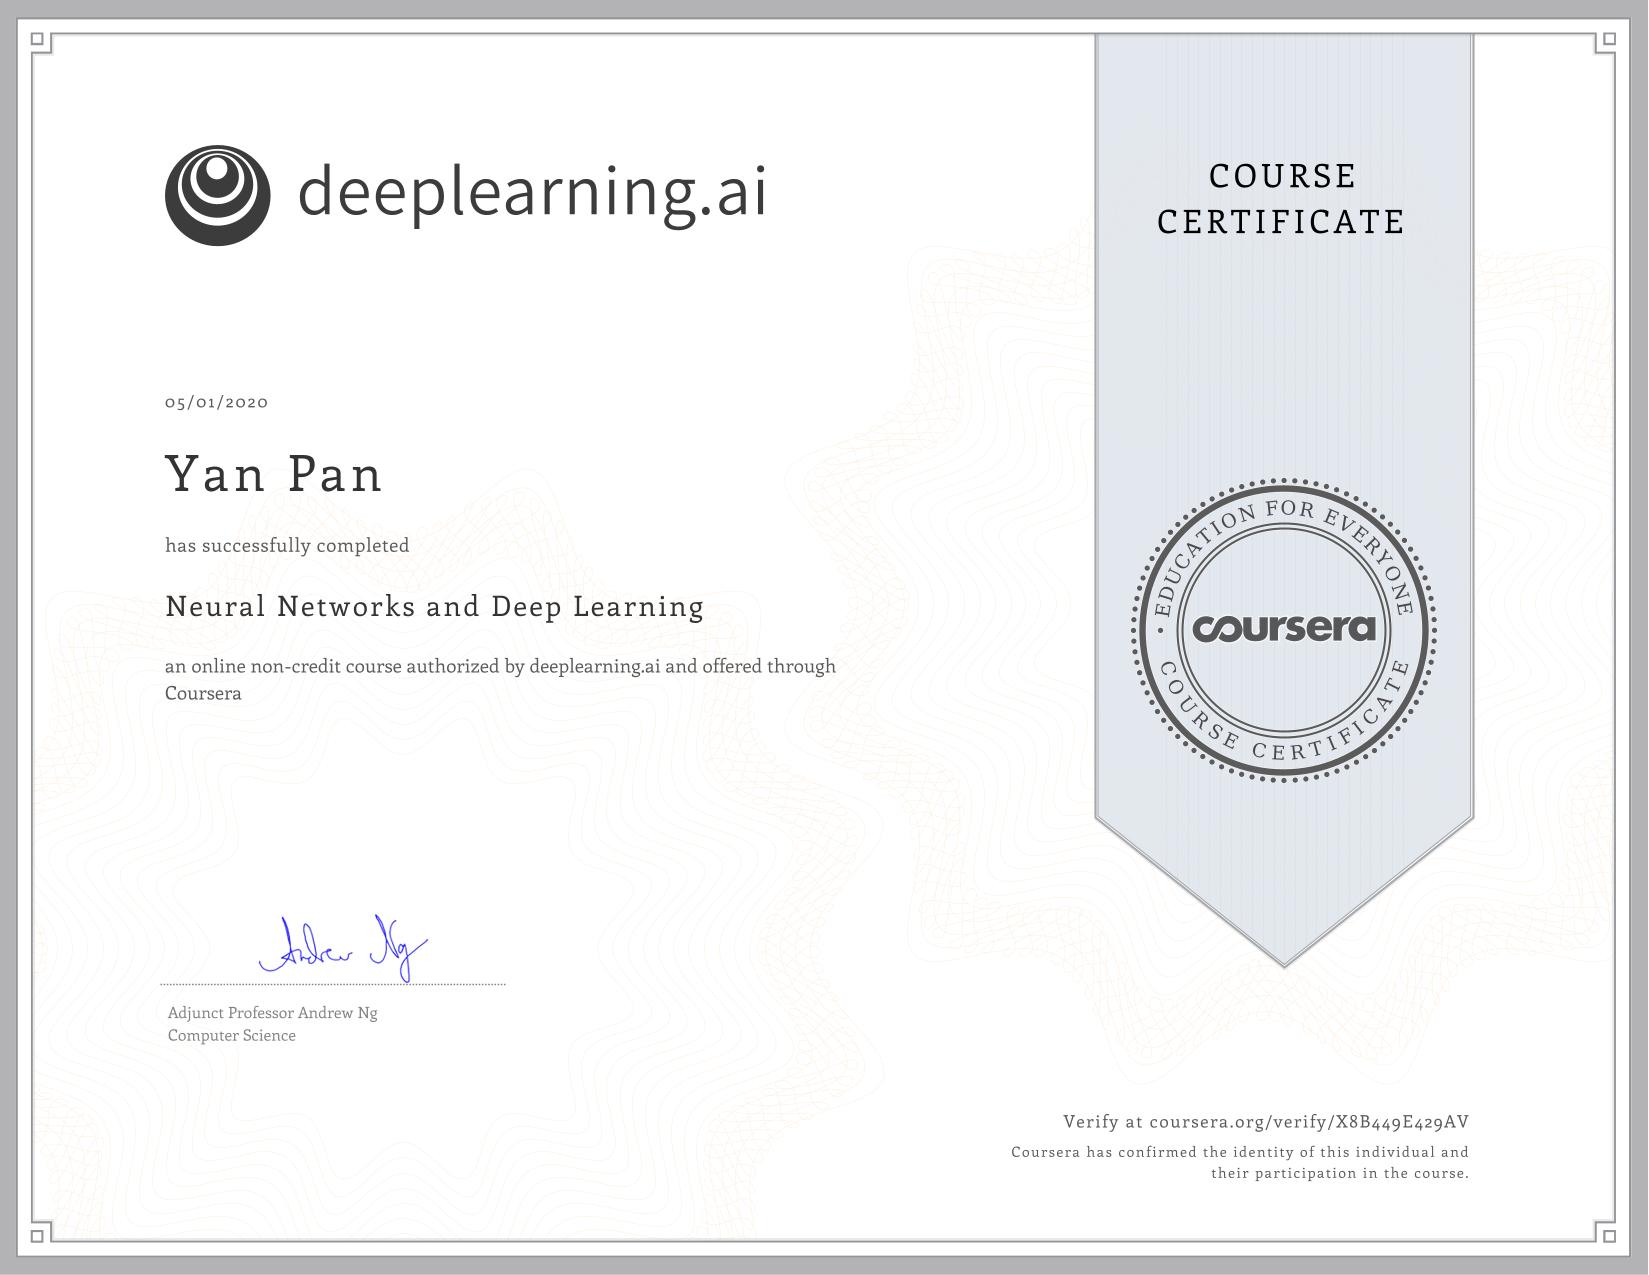 deeplearning.ai
COURSE
CERTIFICATE
05/01/2020
Yan Pan
has successfully completed
Neural Networks and Deep Learning
an online non-credit course authorized by deeplearning.ai and offered through
Coursera
EDUCATION FOR EVERYONE
coursera
COURSE CERTIFICATE
Andrew Ng
Adjunct Professor Andrew Ng
Computer Science
Verify at coursera.org/verify/X8B449E429AV
Coursera has confirmed the identity of this individual and
their participation in the course.